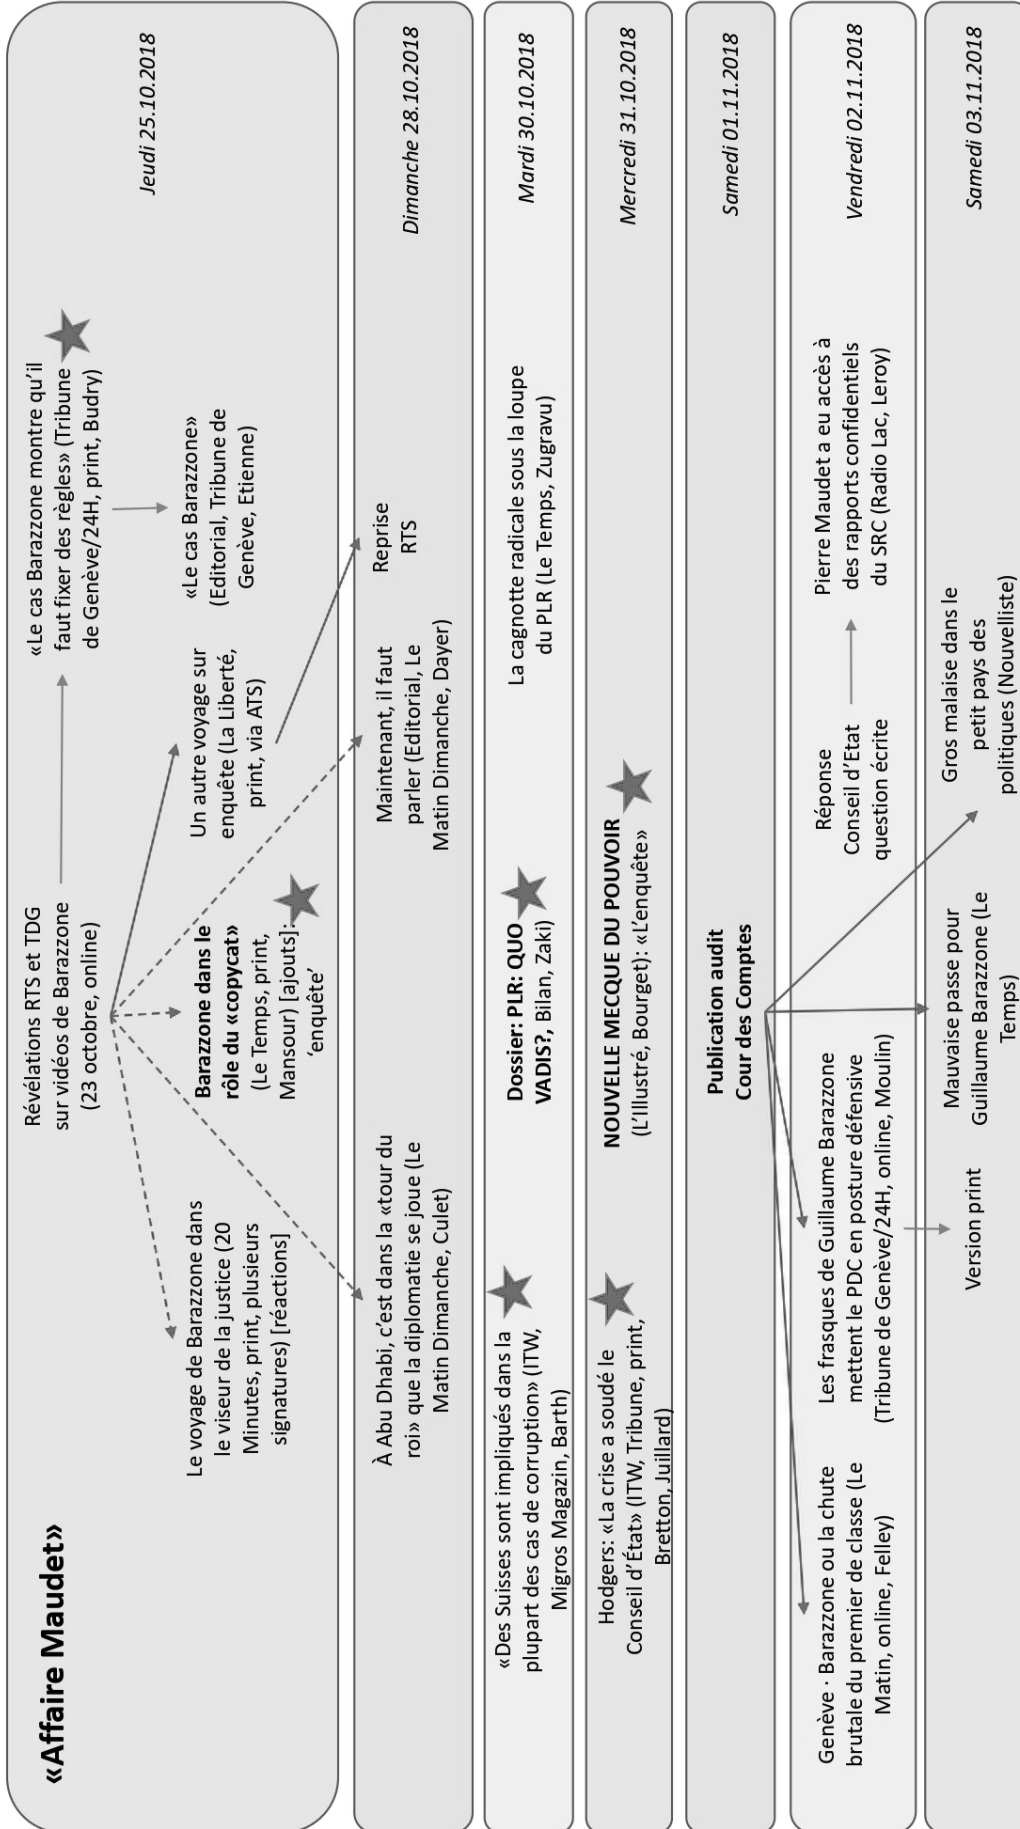 «Affaire Maudet»
Jeudi 25.10.2018
Révélations RTS et TDG
sur vidéos de Barazzone
(23 octobre, online)
«Le cas Barazzone montre qu'il
faut fixer des règles» (Tribune
de Genève/24H, print, Budry)
Le voyage de Barazzone dans
le viseur de la justice (20
Minutes, print, plusieurs
signatures) [réactions]
Barazzone dans le
rôle du «copycat»
(Le Temps, print,
Mansour) [ajouts]:
'enquête'
Un autre voyage sur
enquête (La Liberté,
print, via ATS)
«Le cas Barazzone»
(Editorial, Tribune de
Genève, Etienne)
Dimanche 28.10.2018
À Abu Dhabi, c'est dans la «tour du
roi» que la diplomatie se joue (Le
Matin Dimanche, Culet)
Maintenant, il faut
parler (Editorial, Le
Matin Dimanche, Dayer)
Reprise
RTS
Mardi 30.10.2018
«Des Suisses sont impliqués dans la
plupart des cas de corruption» (ITW,
Migros Magazin, Barth)
Dossier: PLR: QUO
VADIS?, Bilan, Zaki)
La cagnotte radicale sous la loupe
du PLR (Le Temps, Zugravu)
Mercredi 31.10.2018
Hodgers: «La crise a soudé le
Conseil d'État» (ITW, Tribune, print,
Bretton, Juillard)
NOUVELLE MECQUE DU POUVOIR
(L'Illustré, Bourget): «L'enquête»
Samedi 01.11.2018
Publication audit
Cour des Comptes
Vendredi 02.11.2018
Genève · Barazzone ou la chute
brutale du premier de classe (Le
Matin, online, Felley)
Les frasques de Guillaume Barazzone
mettent le PDC en posture défensive
(Tribune de Genève/24H, online, Moulin)
Réponse
Conseil d'Etat
question écrite
Pierre Maudet a eu accès à
des rapports confidentiels
du SRC (Radio Lac, Leroy)
Samedi 03.11.2018
Version print
Mauvaise passe pour
Guillaume Barazzone (Le
Temps)
Gros malaise dans le
petit pays des
politiques (Nouvelliste)